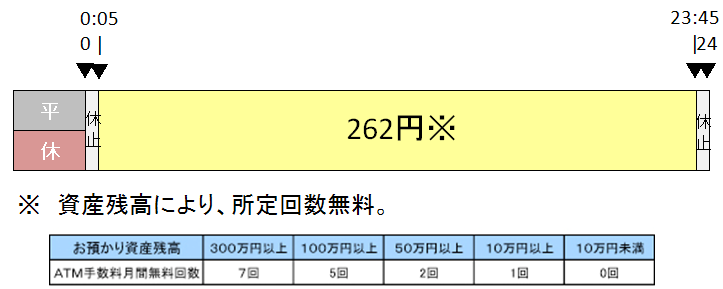 0:05 23:45
0 | |24
平 休止 262円※ 休止
休
※ 資産残高により、所定回数無料。
お預かり資産残高 300万円以上 100万円以上 50万円以上 10万円以上 10万円未満
ATM手数料月間無料回数 7回 5回 2回 1回 0回